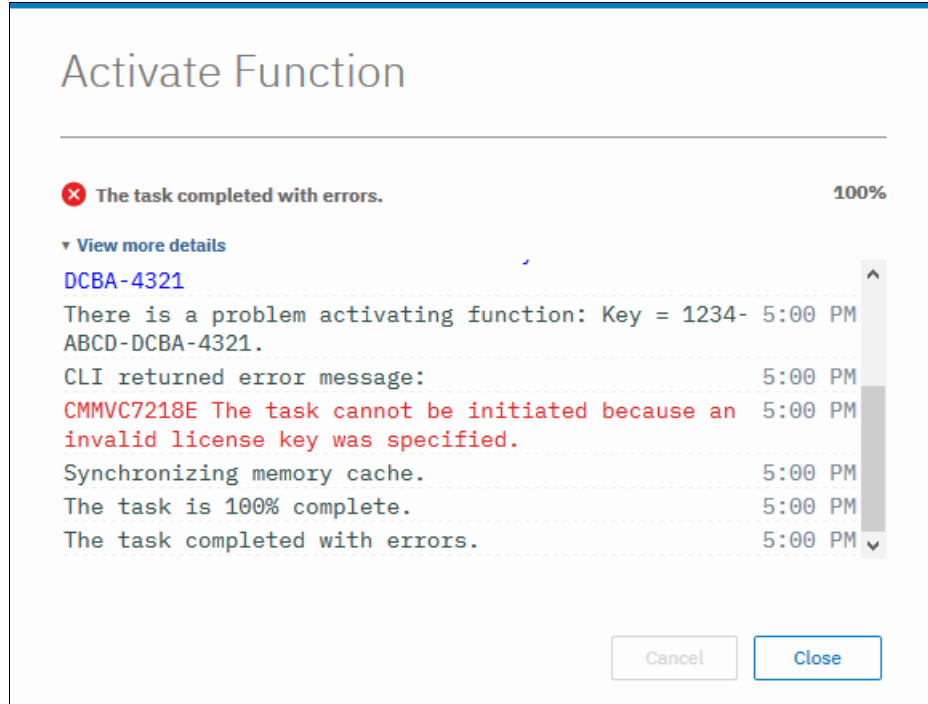 Activate Function
The task completed with errors. 100%
View more details
DCBA-4321
There is a problem activating function: Key = 1234- 5:00 PM
ABCD-DCBA-4321.
CLI returned error message: 5:00 PM
CMMVC7218E The task cannot be initiated because an 5:00 PM
invalid license key was specified.
Synchronizing memory cache. 5:00 PM
The task is 100% complete. 5:00 PM
The task completed with errors. 5:00 PM
Cancel Close